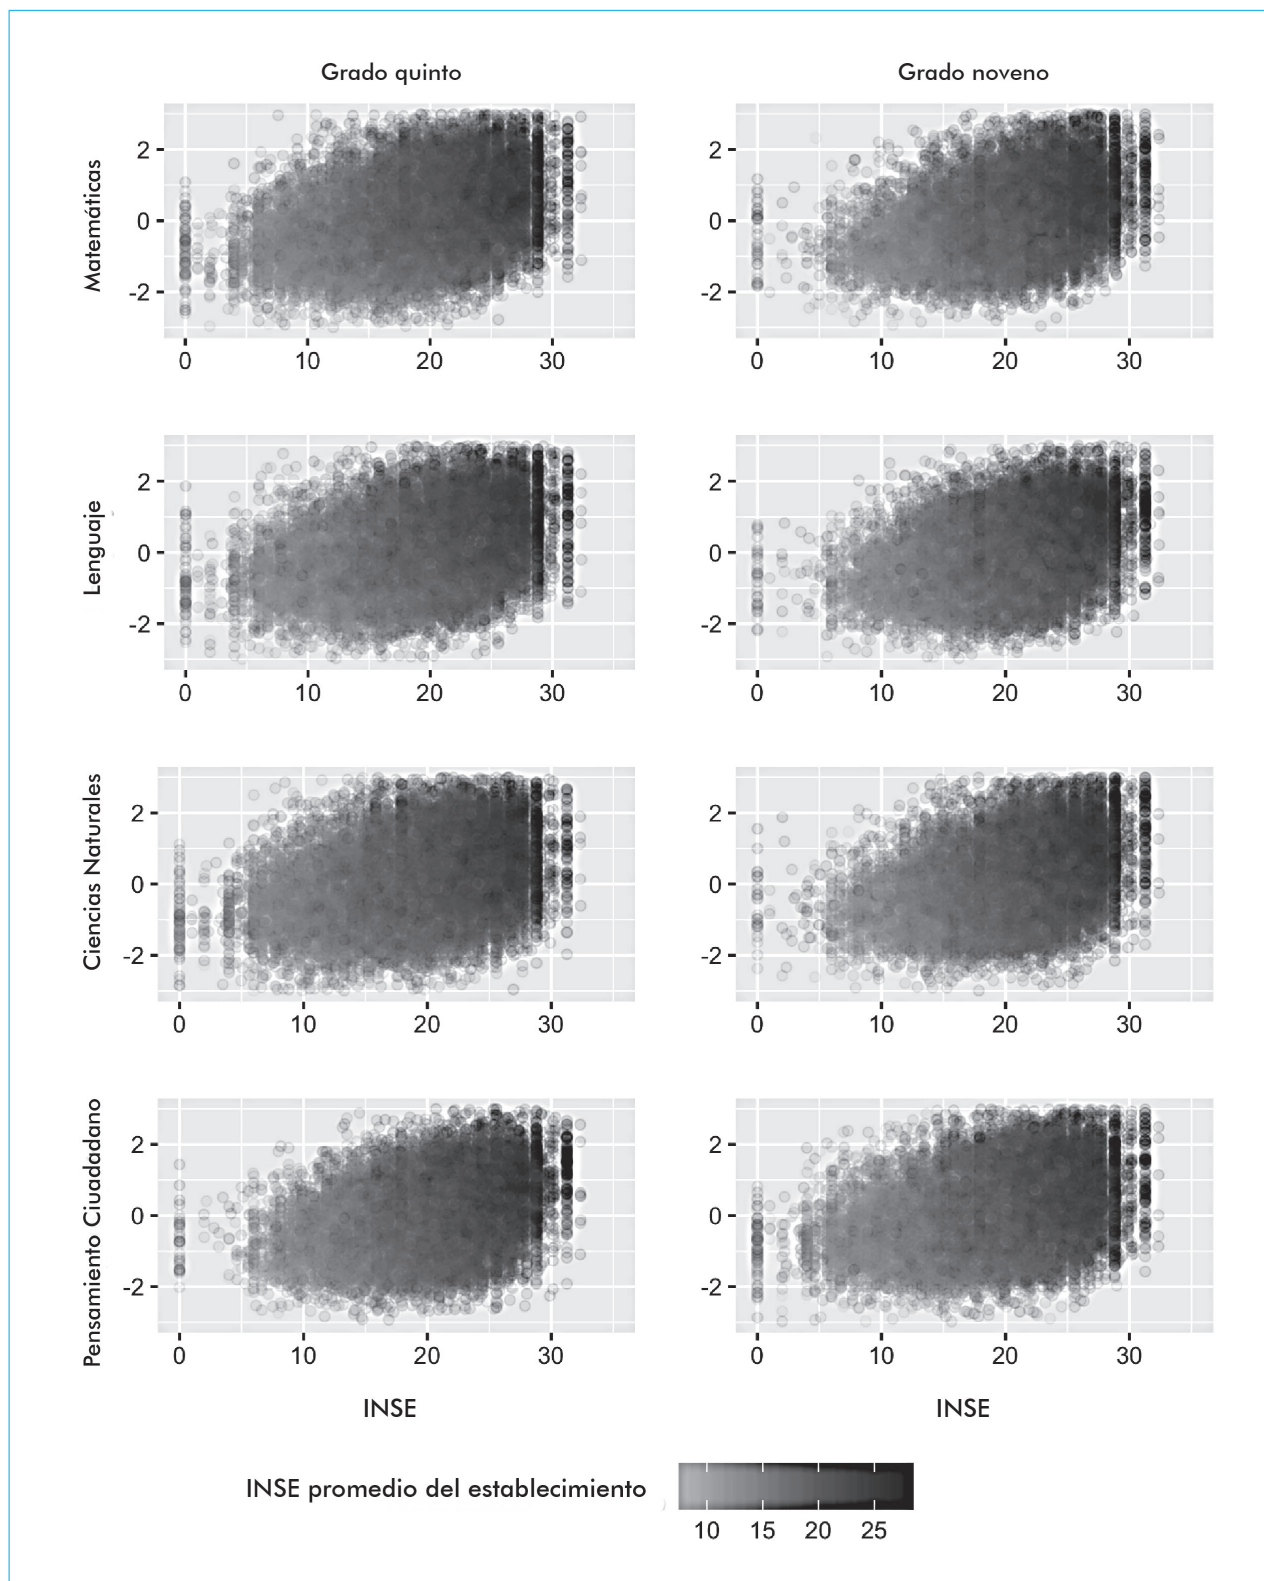 Grado quinto
Grado noveno
Matemáticas
2
0
-2
0 10 20 30
2
0
-2
0 10 20 30
Lenguaje
2
0
-2
0 10 20 30
2
0
-2
0 10 20 30
Ciencias Naturales
2
0
-2
0 10 20 30
2
0
-2
0 10 20 30
Pensamiento Ciuadadano
2
0
-2
0 10 20 30
2
0
-2
0 10 20 30
INSE
INSE
INSE promedio del establecimiento
10 15 20 25